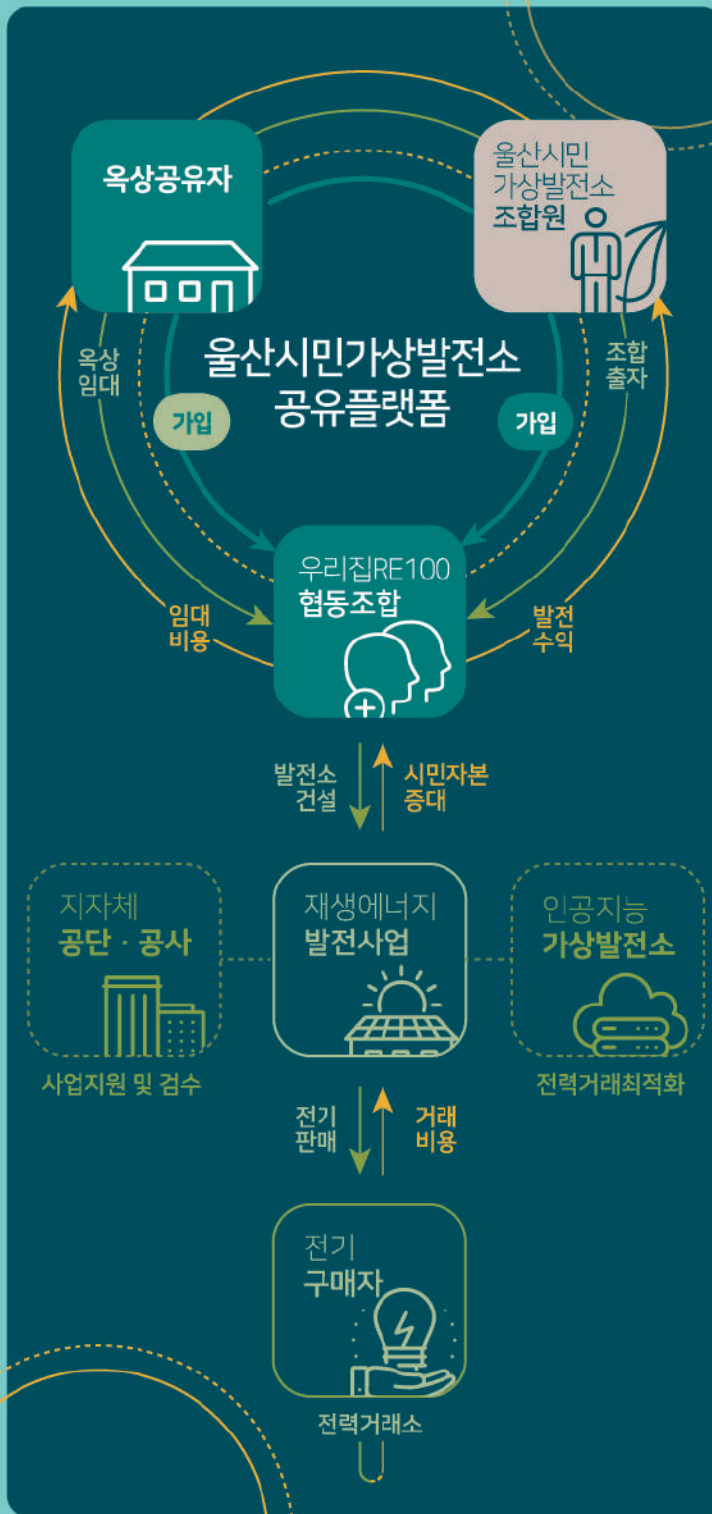 옥상공유자
울산시민
가상발전소
조합원
옥상
임대
울산시민가상발전소
공유플랫폼
조합
출자
가입
가입
우리집RE100
협동조합
임대
비용
발전
수익
발전소
건설
시민자본
증대
지자체
공단 · 공사
사업지원 및 검수
재생에너지
발전사업
인공지능
가상발전소
전력거래최적화
전기
판매
거래
비용
전기
구매자
전력거래소